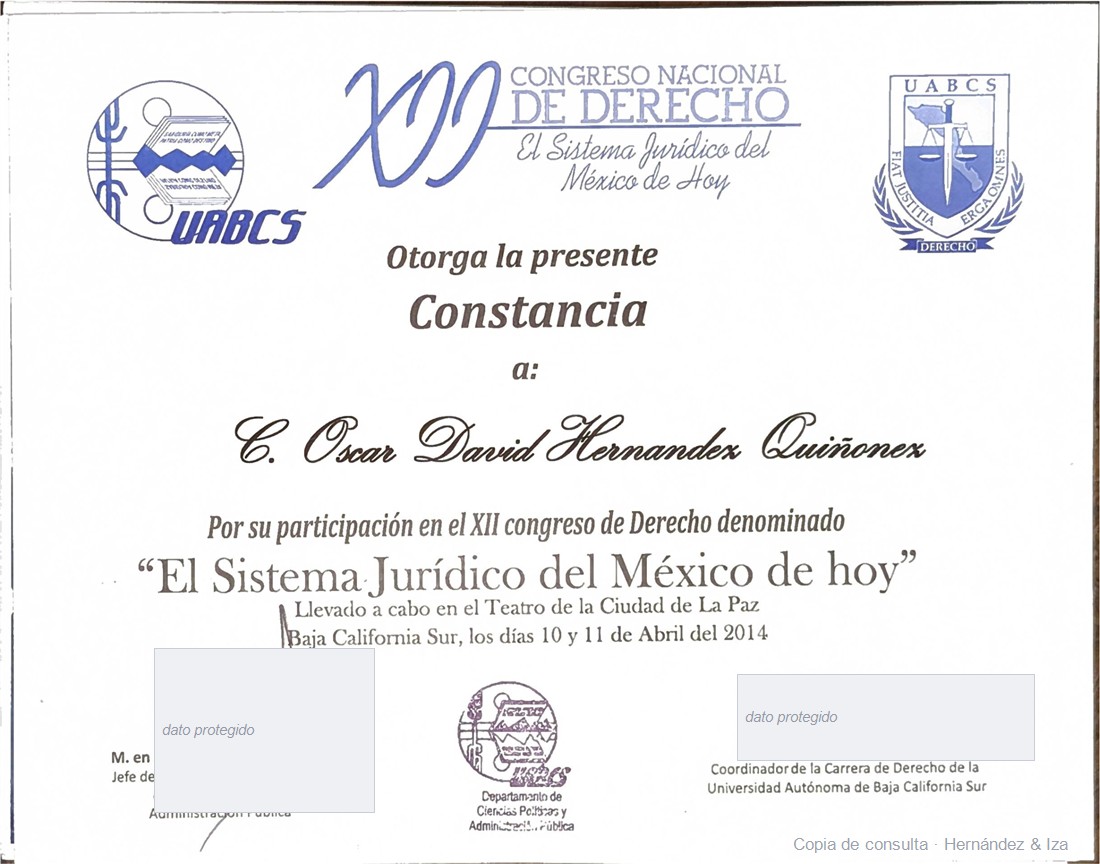 XII CONGRESO NACIONAL
DE DERECHO
El Sistema Jurídico del
México de Hoy
UABCS
UABCS
FIAT JUSTITIA ERGA OMNES
DERECHO
Otorga la presente
Constancia
a:
C. Oscar David Hernandez Quiñonez
Por su participación en el XII congreso de Derecho denominado
“El Sistema Jurídico del México de hoy”
Llevado a cabo en el Teatro de la Ciudad de La Paz
Baja California Sur, los días 10 y 11 de Abril del 2014
dato protegido
dato protegido
M. en
Jefe de
Administración Pública
UABCS
Departamento de
Ciencias Políticas y
Administración Pública
Coordinador de la Carrera de Derecho de la
Universidad Autónoma de Baja California Sur
Copia de consulta · Hernández & Iza